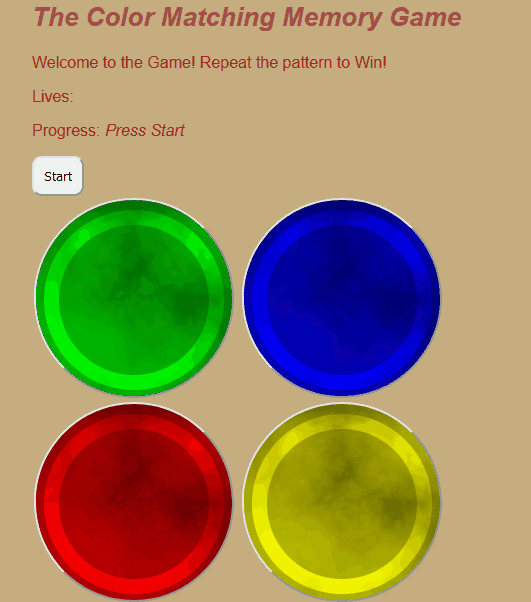 The Color Matching Memory Game
Welcome to the Game! Repeat the pattern to Win!
Lives:
Progress: Press Start
Start